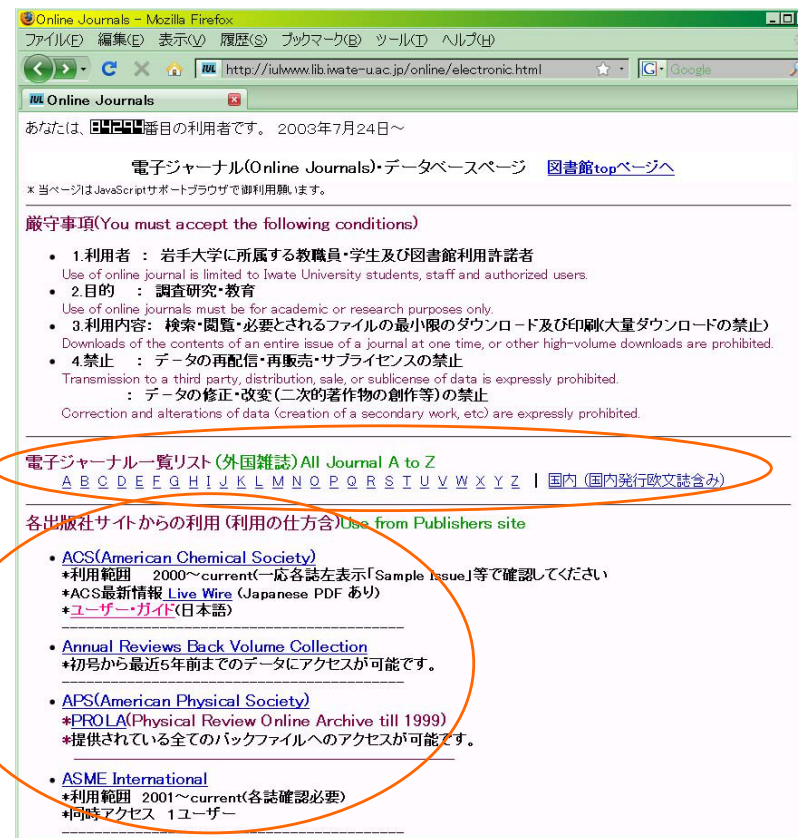 Online Journals - Mozilla Firefox
ファイル(F) 編集(E) 表示(V) 履歴(S) ブックマーク(B) ツール(T) ヘルプ(H)
http://iulwww.lib.iwate-u.ac.jp/online/electronic.html Google
Online Journals
あなたは、番目の利用者です。 2003年7月24日～
電子ジャーナル(Online Journals)・データベースページ 図書館topページへ
※当ページはJavaScriptサポートブラウザで御利用願います。
厳守事項(You must accept the following conditions)
• 1.利用者 : 岩手大学に所属する教職員・学生及び図書館利用許諾者
Use of online journal is limited to Iwate University students, staff and authorized users.
• 2.目的 : 調査研究・教育
Use of online journals must be for academic or research purposes only.
• 3.利用内容: 検索・閲覧・必要とされるファイルの最小限のダウンロード及び印刷(大量ダウンロードの禁止)
Downloads of the contents of an entire issue of a journal at one time, or other high-volume downloads are prohibited.
• 4.禁止 : データの再配信・再販売・サブライセンスの禁止
Transmission to a third party, distribution, sale, or sublicense of data is expressly prohibited.
: データの修正・改変(二次的著作物の創作等)の禁止
Correction and alterations of data (creation of a secondary work, etc) are expressly prohibited.
電子ジャーナル一覧リスト(外国雑誌)All Journal A to Z
A B C D E F G H I J K L M N O P Q R S T U V W X Y Z | 国内 (国内発行欧文誌含み)
各出版社サイトからの利用 (利用の仕方含)Use from Publishers site
• ACS(American Chemical Society)
*利用範囲 2000～current(一応各誌左表示「Sample Issue」等で確認してください
*ACS最新情報 Live Wire (Japanese PDF あり)
*ユーザー・ガイド(日本語)
• Annual Reviews Back Volume Collection
*初号から最近5年前までのデータにアクセスが可能です。
• APS(American Physical Society)
*PROLA(Physical Review Online Archive till 1999)
*提供されている全てのバックファイルへのアクセスが可能です。
• ASME International
*利用範囲 2001～current(各誌確認必要)
*同時アクセス 1ユーザー